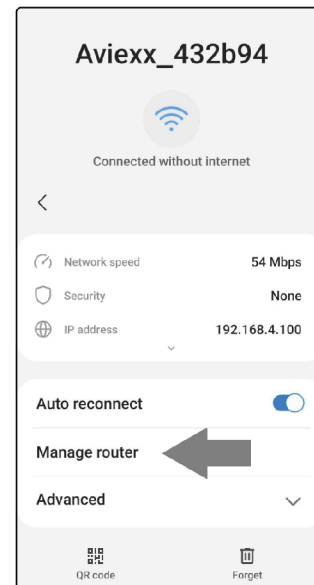 Aviexx_432b94
Connected without internet
Network speed 54 Mbps
Security None
IP address 192.168.4.100
Auto reconnect
Manage router
Advanced
QR code Forget